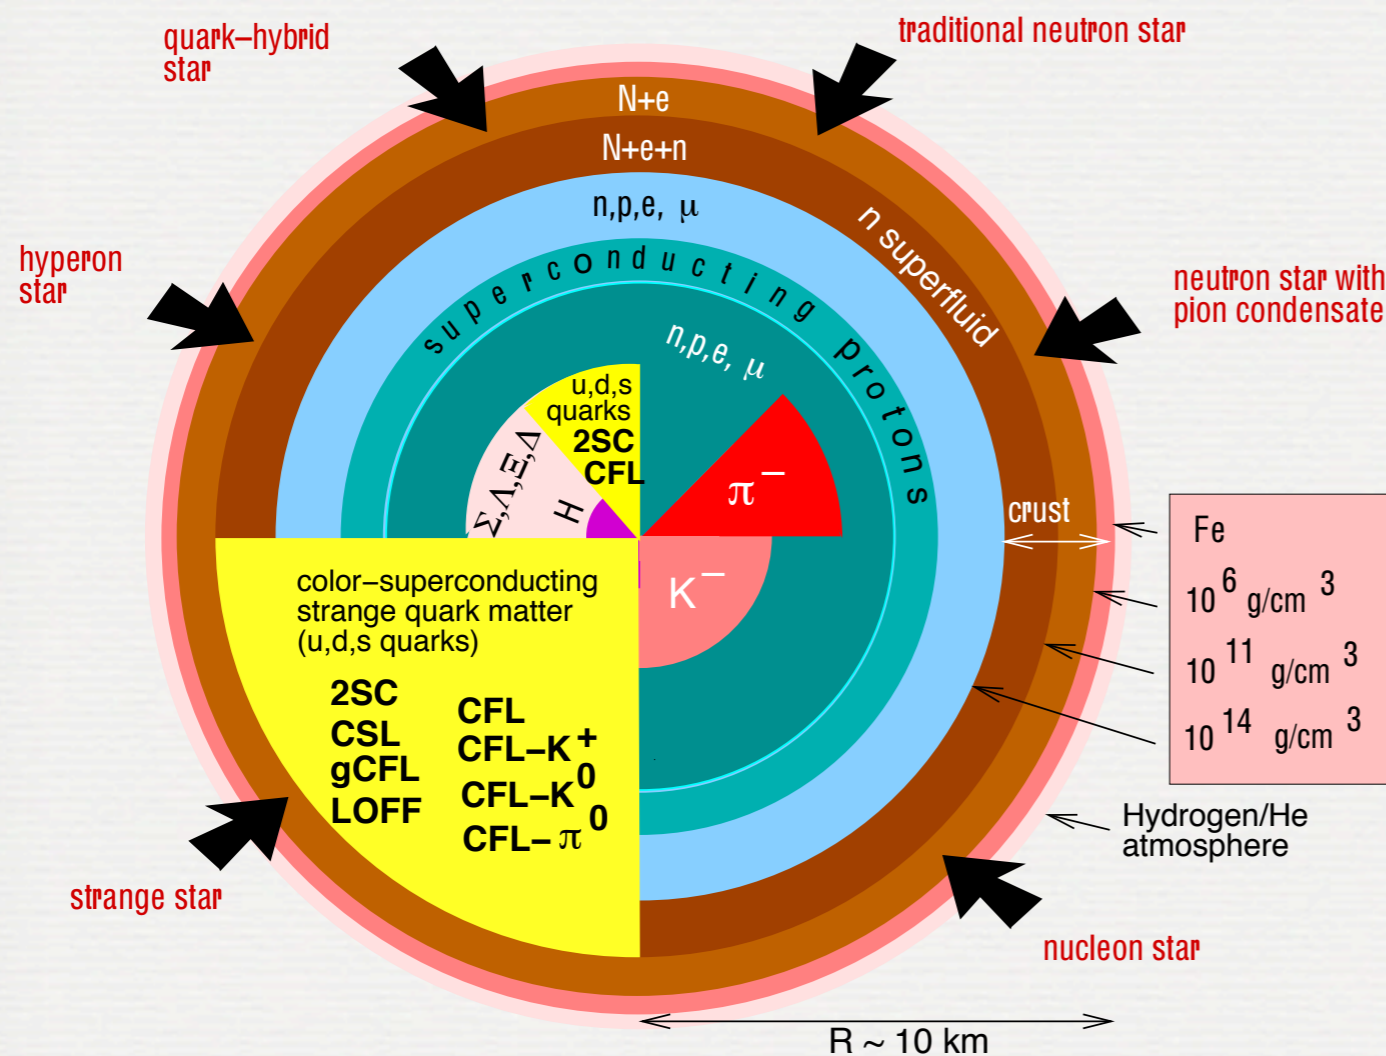 quark–hybrid
star
traditional neutron star
hyperon
star
neutron star with
pion condensate
N+e
N+e+n
n,p,e, μ
n superfluid
superconducting protons
n,p,e, μ
u,d,s
quarks
2SC
CFL
Σ,Λ,Ξ,Δ
H
π⁻
K⁻
crust
Fe
10⁶ g/cm³
10¹¹ g/cm³
10¹⁴ g/cm³
color–superconducting
strange quark matter
(u,d,s quarks)
2SC
CSL
gCFL
LOFF
CFL
CFL–K⁺
CFL–K⁰
CFL–π⁰
Hydrogen/He
atmosphere
strange star
nucleon star
R ~ 10 km